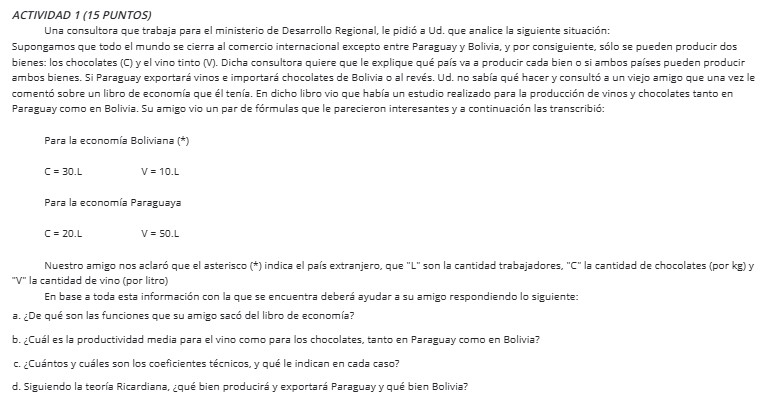 ACTIVIDAD 1 (15 PUNTOS)
Una consultora que trabaja para el ministerio de Desarrollo Regional, le pidió a Ud. que analice la siguiente situación:
Supongamos que todo el mundo se cierra al comercio internacional excepto entre Paraguay y Bolivia, y por consiguiente, sólo se pueden producir dos
bienes: los chocolates (C) y el vino tinto (V). Dicha consultora quiere que le explique qué país va a producir cada bien o si ambos países pueden producir
ambos bienes. Si Paraguay exportará vinos e importará chocolates de Bolivia o al revés. Ud. no sabía qué hacer y consultó a un viejo amigo que una vez le
comentó sobre un libro de economía que él tenía. En dicho libro vio que había un estudio realizado para la producción de vinos y chocolates tanto en
Paraguay como en Bolivia. Su amigo vio un par de fórmulas que le parecieron interesantes y a continuación las transcribió:
Para la economía Boliviana (*)
C = 30.L V = 10.L
Para la economía Paraguaya
C = 20.L V = 50.L
Nuestro amigo nos aclaró que el asterisco (*) indica el país extranjero, que "L" son la cantidad trabajadores, "C" la cantidad de chocolates (por kg) y
"V" la cantidad de vino (por litro)
En base a toda esta información con la que se encuentra deberá ayudar a su amigo respondiendo lo siguiente:
a. ¿De qué son las funciones que su amigo sacó del libro de economía?
b. ¿Cuál es la productividad media para el vino como para los chocolates, tanto en Paraguay como en Bolivia?
c. ¿Cuántos y cuáles son los coeficientes técnicos, y qué le indican en cada caso?
d. Siguiendo la teoría Ricardiana, ¿qué bien producirá y exportará Paraguay y qué bien Bolivia?